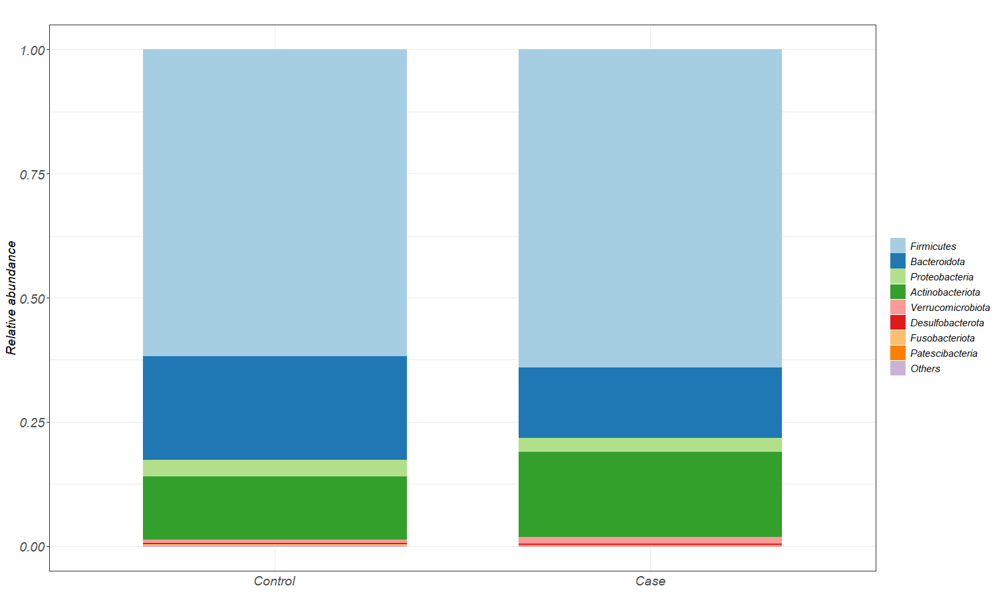 Relative abundance
1.00
0.75
0.50
0.25
0.00
Control
Case
Firmicutes
Bacteroidota
Proteobacteria
Actinobacteriota
Verrucomicrobiota
Desulfobacterota
Fusobacteriota
Patescibacteria
Others